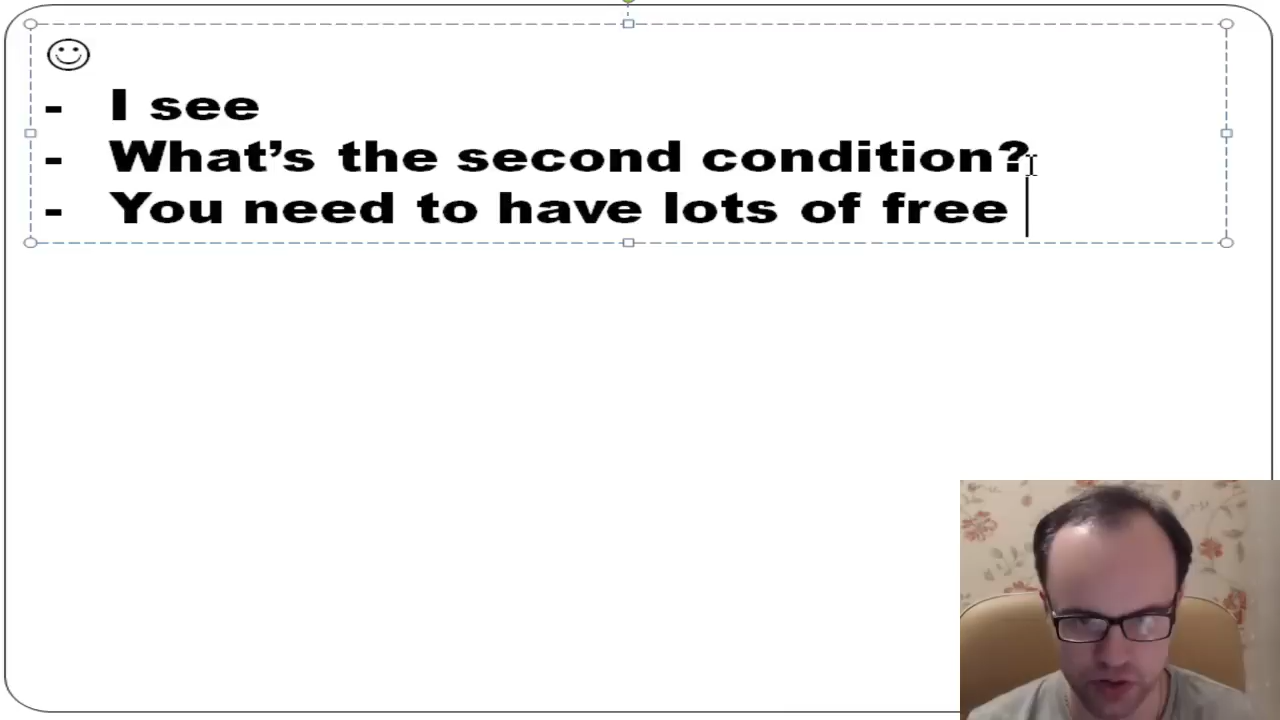 - I see
- What’s the second condition?
- You need to have lots of free